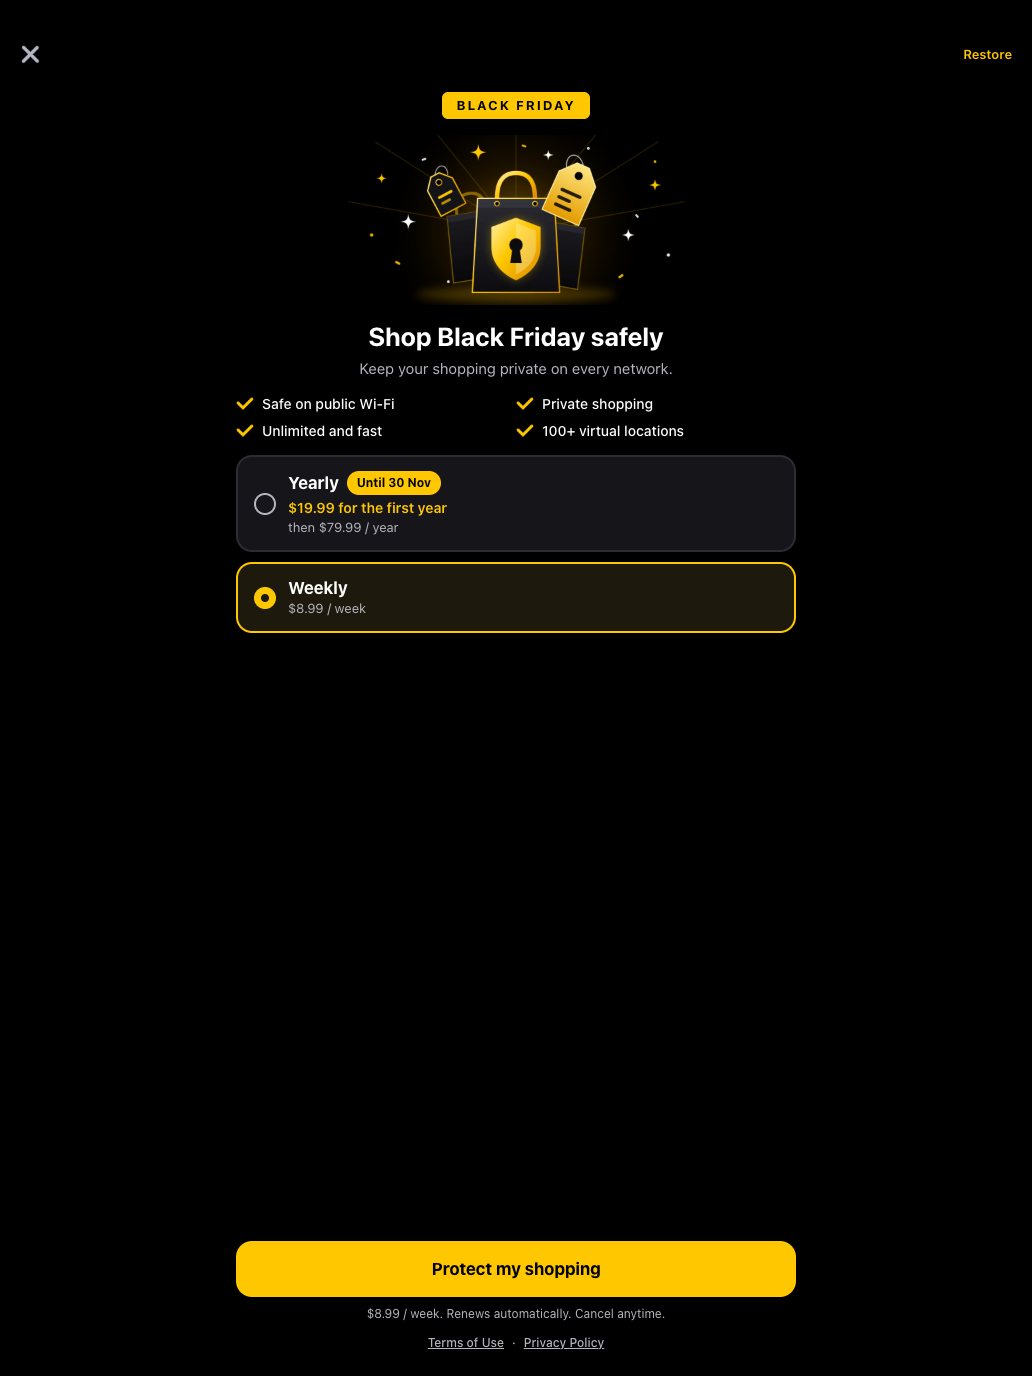 Restore
BLACK FRIDAY
Shop Black Friday safely
Keep your shopping private on every network.
Safe on public Wi-Fi
Private shopping
Unlimited and fast
100+ virtual locations
Yearly Until 30 Nov
$19.99 for the first year
then $79.99 / year
Weekly
$8.99 / week
Protect my shopping
$8.99 / week. Renews automatically. Cancel anytime.
Terms of Use · Privacy Policy